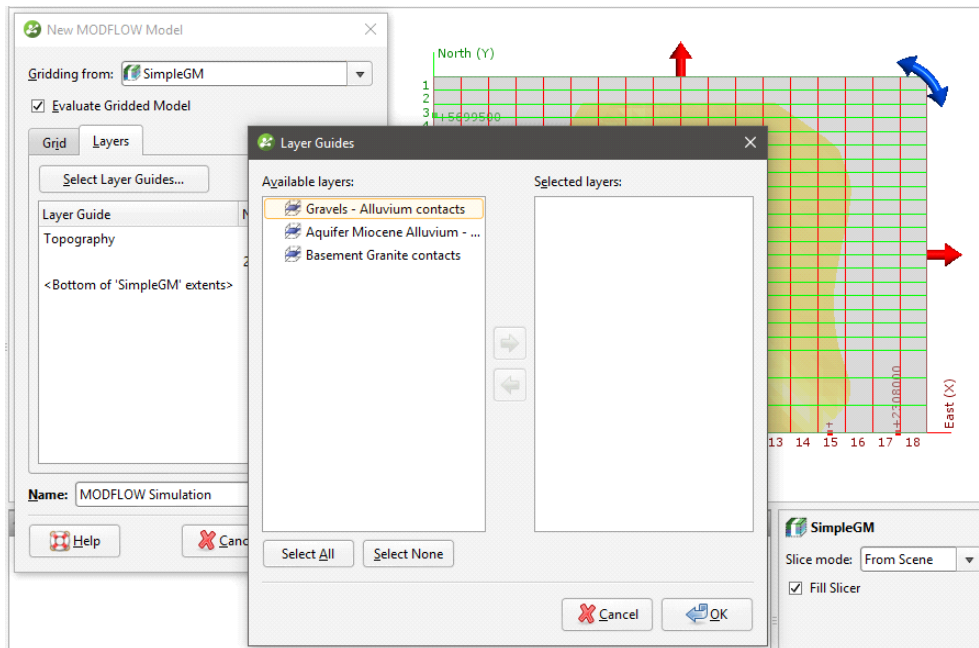 New MODFLOW Model
Gridding from: SimpleGM
Evaluate Gridded Model
Grid Layers
Select Layer Guides...
Layer Guide
Topography
2
<Bottom of 'SimpleGM' extents>
Name: MODFLOW Simulation
Help
Layer Guides
Available layers:
Gravels - Alluvium contacts
Aquifer Miocene Alluvium - ...
Basement Granite contacts
Selected layers:
Select All Select None
Cancel OK
North (Y)
1
2
3
+5699500
+2308000
East (X)
13 14 15 16 17 18
SimpleGM
Slice mode: From Scene
Fill Slicer